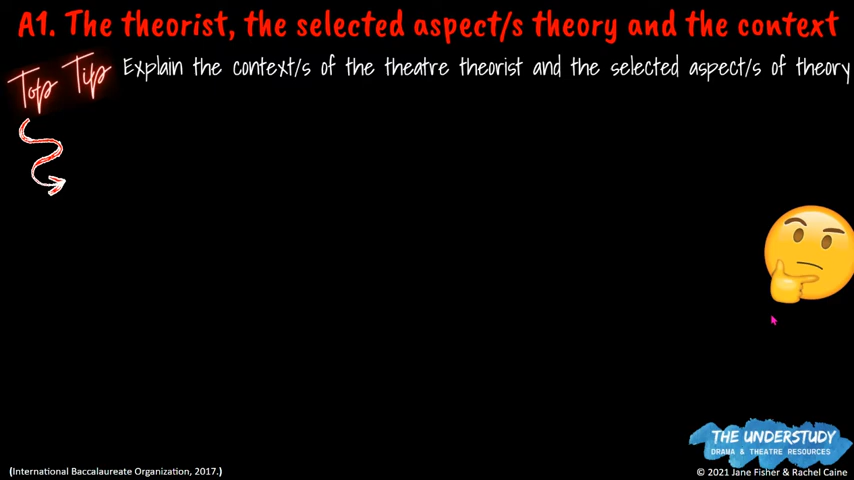 A1. The theorist, the selected aspect/s theory and the context
Top Tip
Explain the context/s of the theatre theorist and the selected aspect/s of theory
THE UNDERSTUDY
DRAMA & THEATRE RESOURCES
(International Baccalaureate Organization, 2017.)
© 2021 Jane Fisher & Rachel Caine